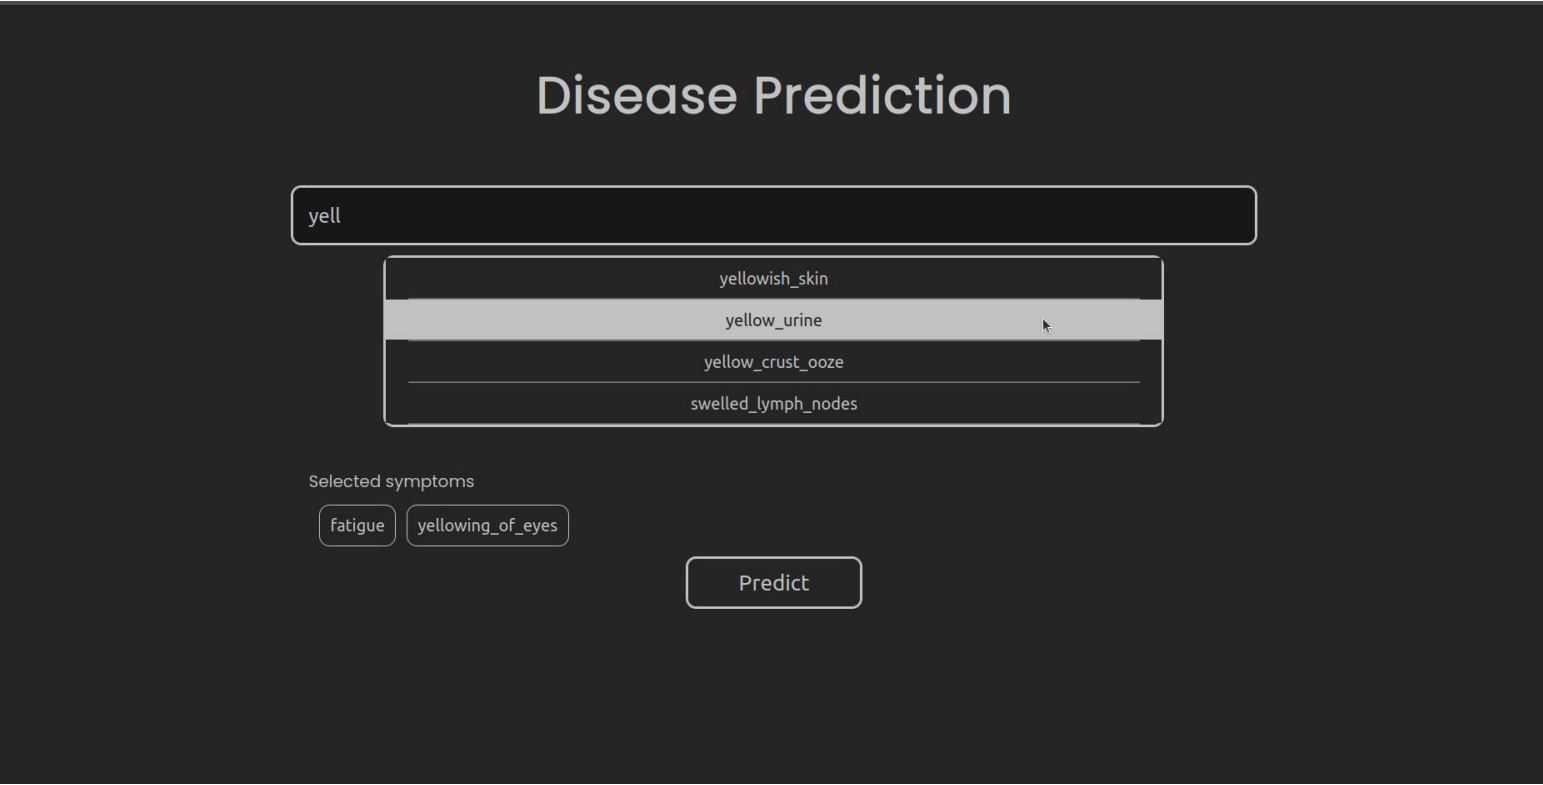 Disease Prediction
yell
yellowish_skin
yellow_urine
yellow_crust_ooze
swelled_lymph_nodes
Selected symptoms
fatigue yellowing_of_eyes
Predict